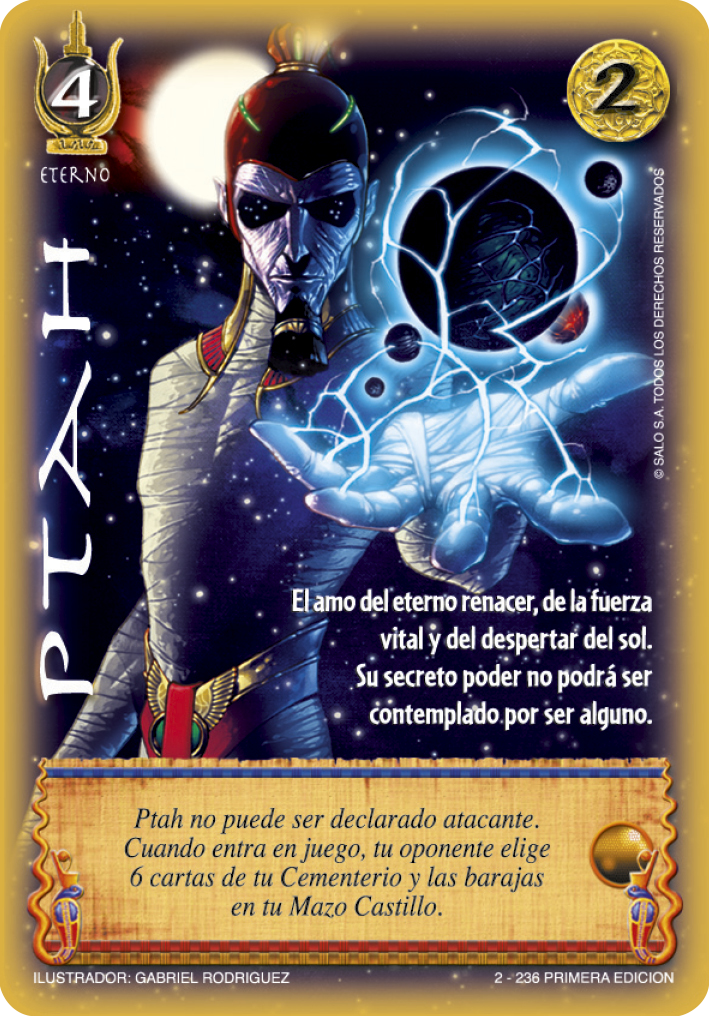 4
ETERNO
2
PTAH
© SALO S.A. TODOS LOS DERECHOS RESERVADOS
El amo del eterno renacer, de la fuerza
vital y del despertar del sol.
Su secreto poder no podrá ser
contemplado por ser alguno.
Ptah no puede ser declarado atacante.
Cuando entra en juego, tu oponente elige
6 cartas de tu Cementerio y las barajas
en tu Mazo Castillo.
ILUSTRADOR: GABRIEL RODRIGUEZ
2 - 236 PRIMERA EDICION